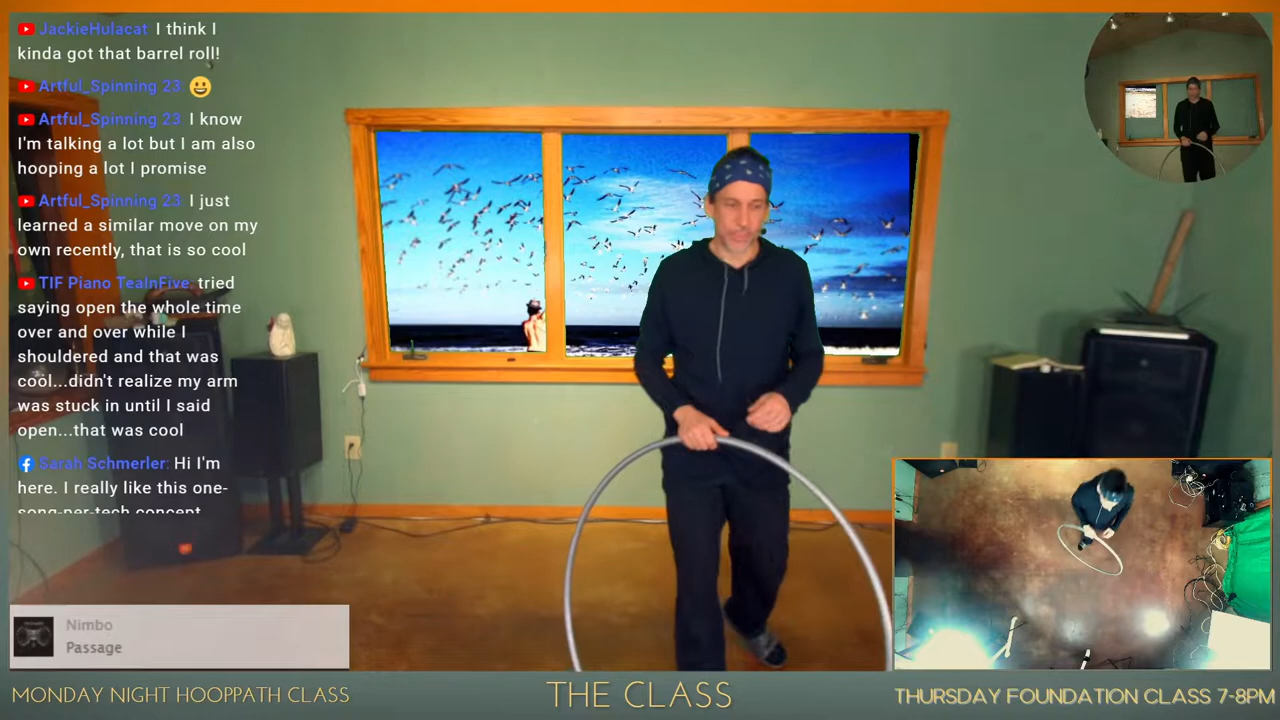 JackieHulacat I think I
kinda got that barrel roll!
Artful_Spinning 23 😀
Artful_Spinning 23 I know
I'm talking a lot but I am also
hooping a lot I promise
Artful_Spinning 23 I just
learned a similar move on my
own recently, that is so cool
TIF Piano TeaInFive: tried
saying open the whole time
over and over while I
shouldered and that was
cool...didn't realize my arm
was stuck in until I said
open...that was cool
Sarah Schmerler: Hi I'm
here. I really like this one-
song-per-tech concept
Nimbo
Passage
MONDAY NIGHT HOOPPATH CLASS
THE CLASS
THURSDAY FOUNDATION CLASS 7-8PM